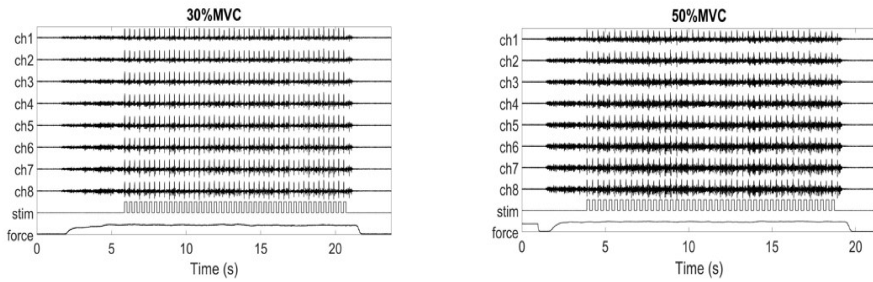 30%MVC
ch1
ch2
ch3
ch4
ch5
ch6
ch7
ch8
stim
force
0 5 10 15 20
Time (s)
50%MVC
ch1
ch2
ch3
ch4
ch5
ch6
ch7
ch8
stim
force
0 5 10 15 20
Time (s)